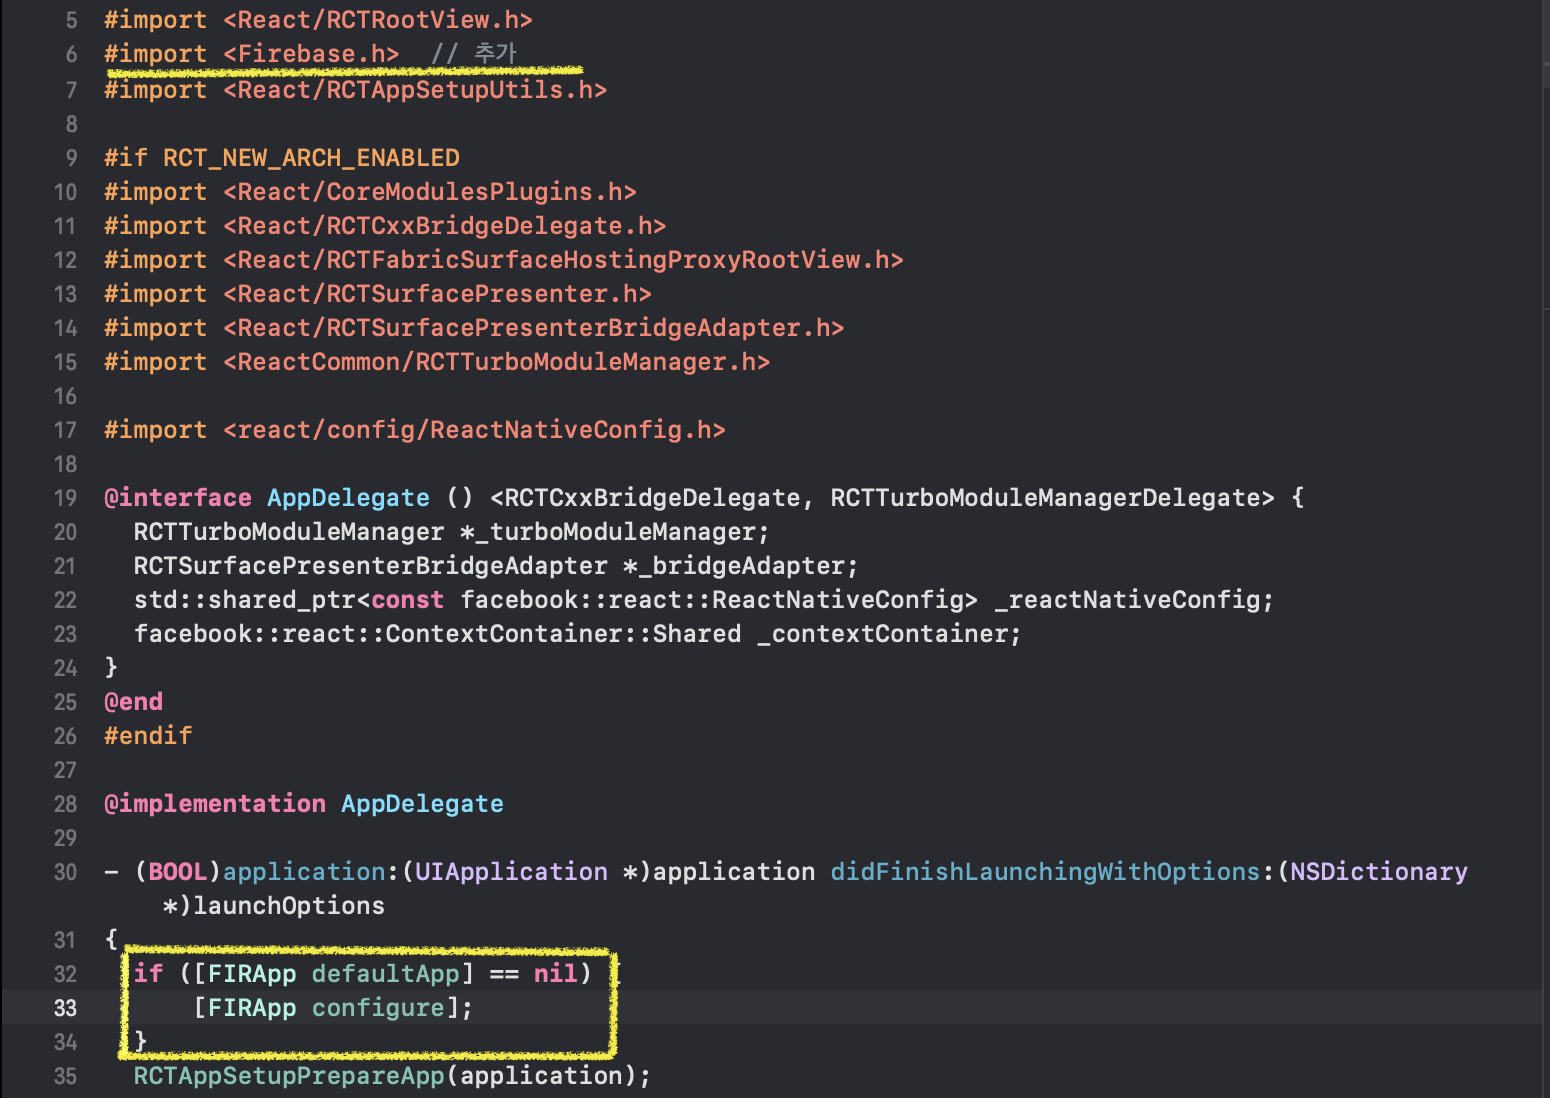 5 #import <React/RCTRootView.h>
6 #import <Firebase.h>  // 추가
7 #import <React/RCTAppSetupUtils.h>
8
9 #if RCT_NEW_ARCH_ENABLED
10 #import <React/CoreModulesPlugins.h>
11 #import <React/RCTCxxBridgeDelegate.h>
12 #import <React/RCTFabricSurfaceHostingProxyRootView.h>
13 #import <React/RCTSurfacePresenter.h>
14 #import <React/RCTSurfacePresenterBridgeAdapter.h>
15 #import <ReactCommon/RCTTurboModuleManager.h>
16
17 #import <react/config/ReactNativeConfig.h>
18
19 @interface AppDelegate () <RCTCxxBridgeDelegate, RCTTurboModuleManagerDelegate> {
20   RCTTurboModuleManager *_turboModuleManager;
21   RCTSurfacePresenterBridgeAdapter *_bridgeAdapter;
22   std::shared_ptr<const facebook::react::ReactNativeConfig> _reactNativeConfig;
23   facebook::react::ContextContainer::Shared _contextContainer;
24 }
25 @end
26 #endif
27
28 @implementation AppDelegate
29
30 - (BOOL)application:(UIApplication *)application didFinishLaunchingWithOptions:(NSDictionary
*)launchOptions
31 {
32   if ([FIRApp defaultApp] == nil) {
33       [FIRApp configure];
34   }
35   RCTAppSetupPrepareApp(application);